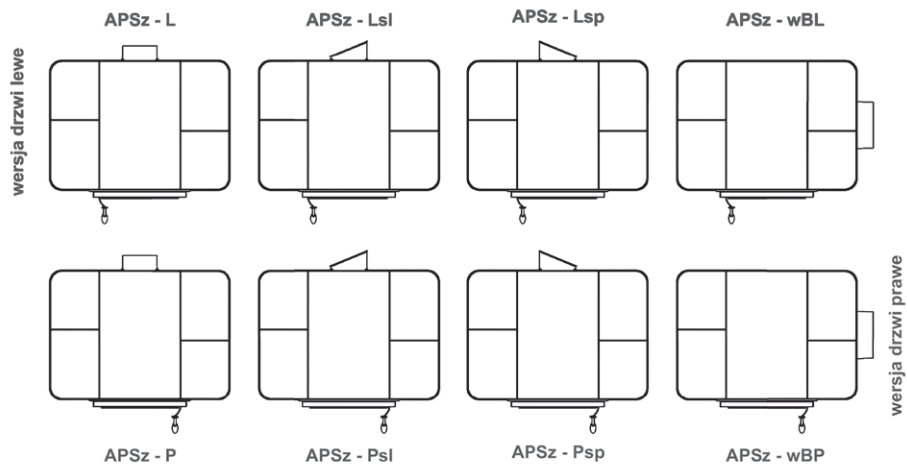 APSz - L
APSz - Lsl
APSz - Lsp
APSz - wBL
wersja drzwi lewe
wersja drzwi prawe
APSz - P
APSz - Psl
APSz - Psp
APSz - wBP